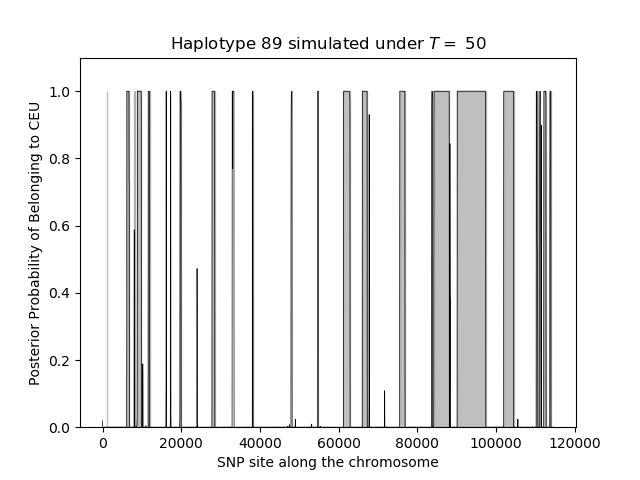 Haplotype 89 simulated under T = 50
Posterior Probability of Belonging to CEU
1.0
0.8
0.6
0.4
0.2
0.0
0 20000 40000 60000 80000 100000 120000
SNP site along the chromosome